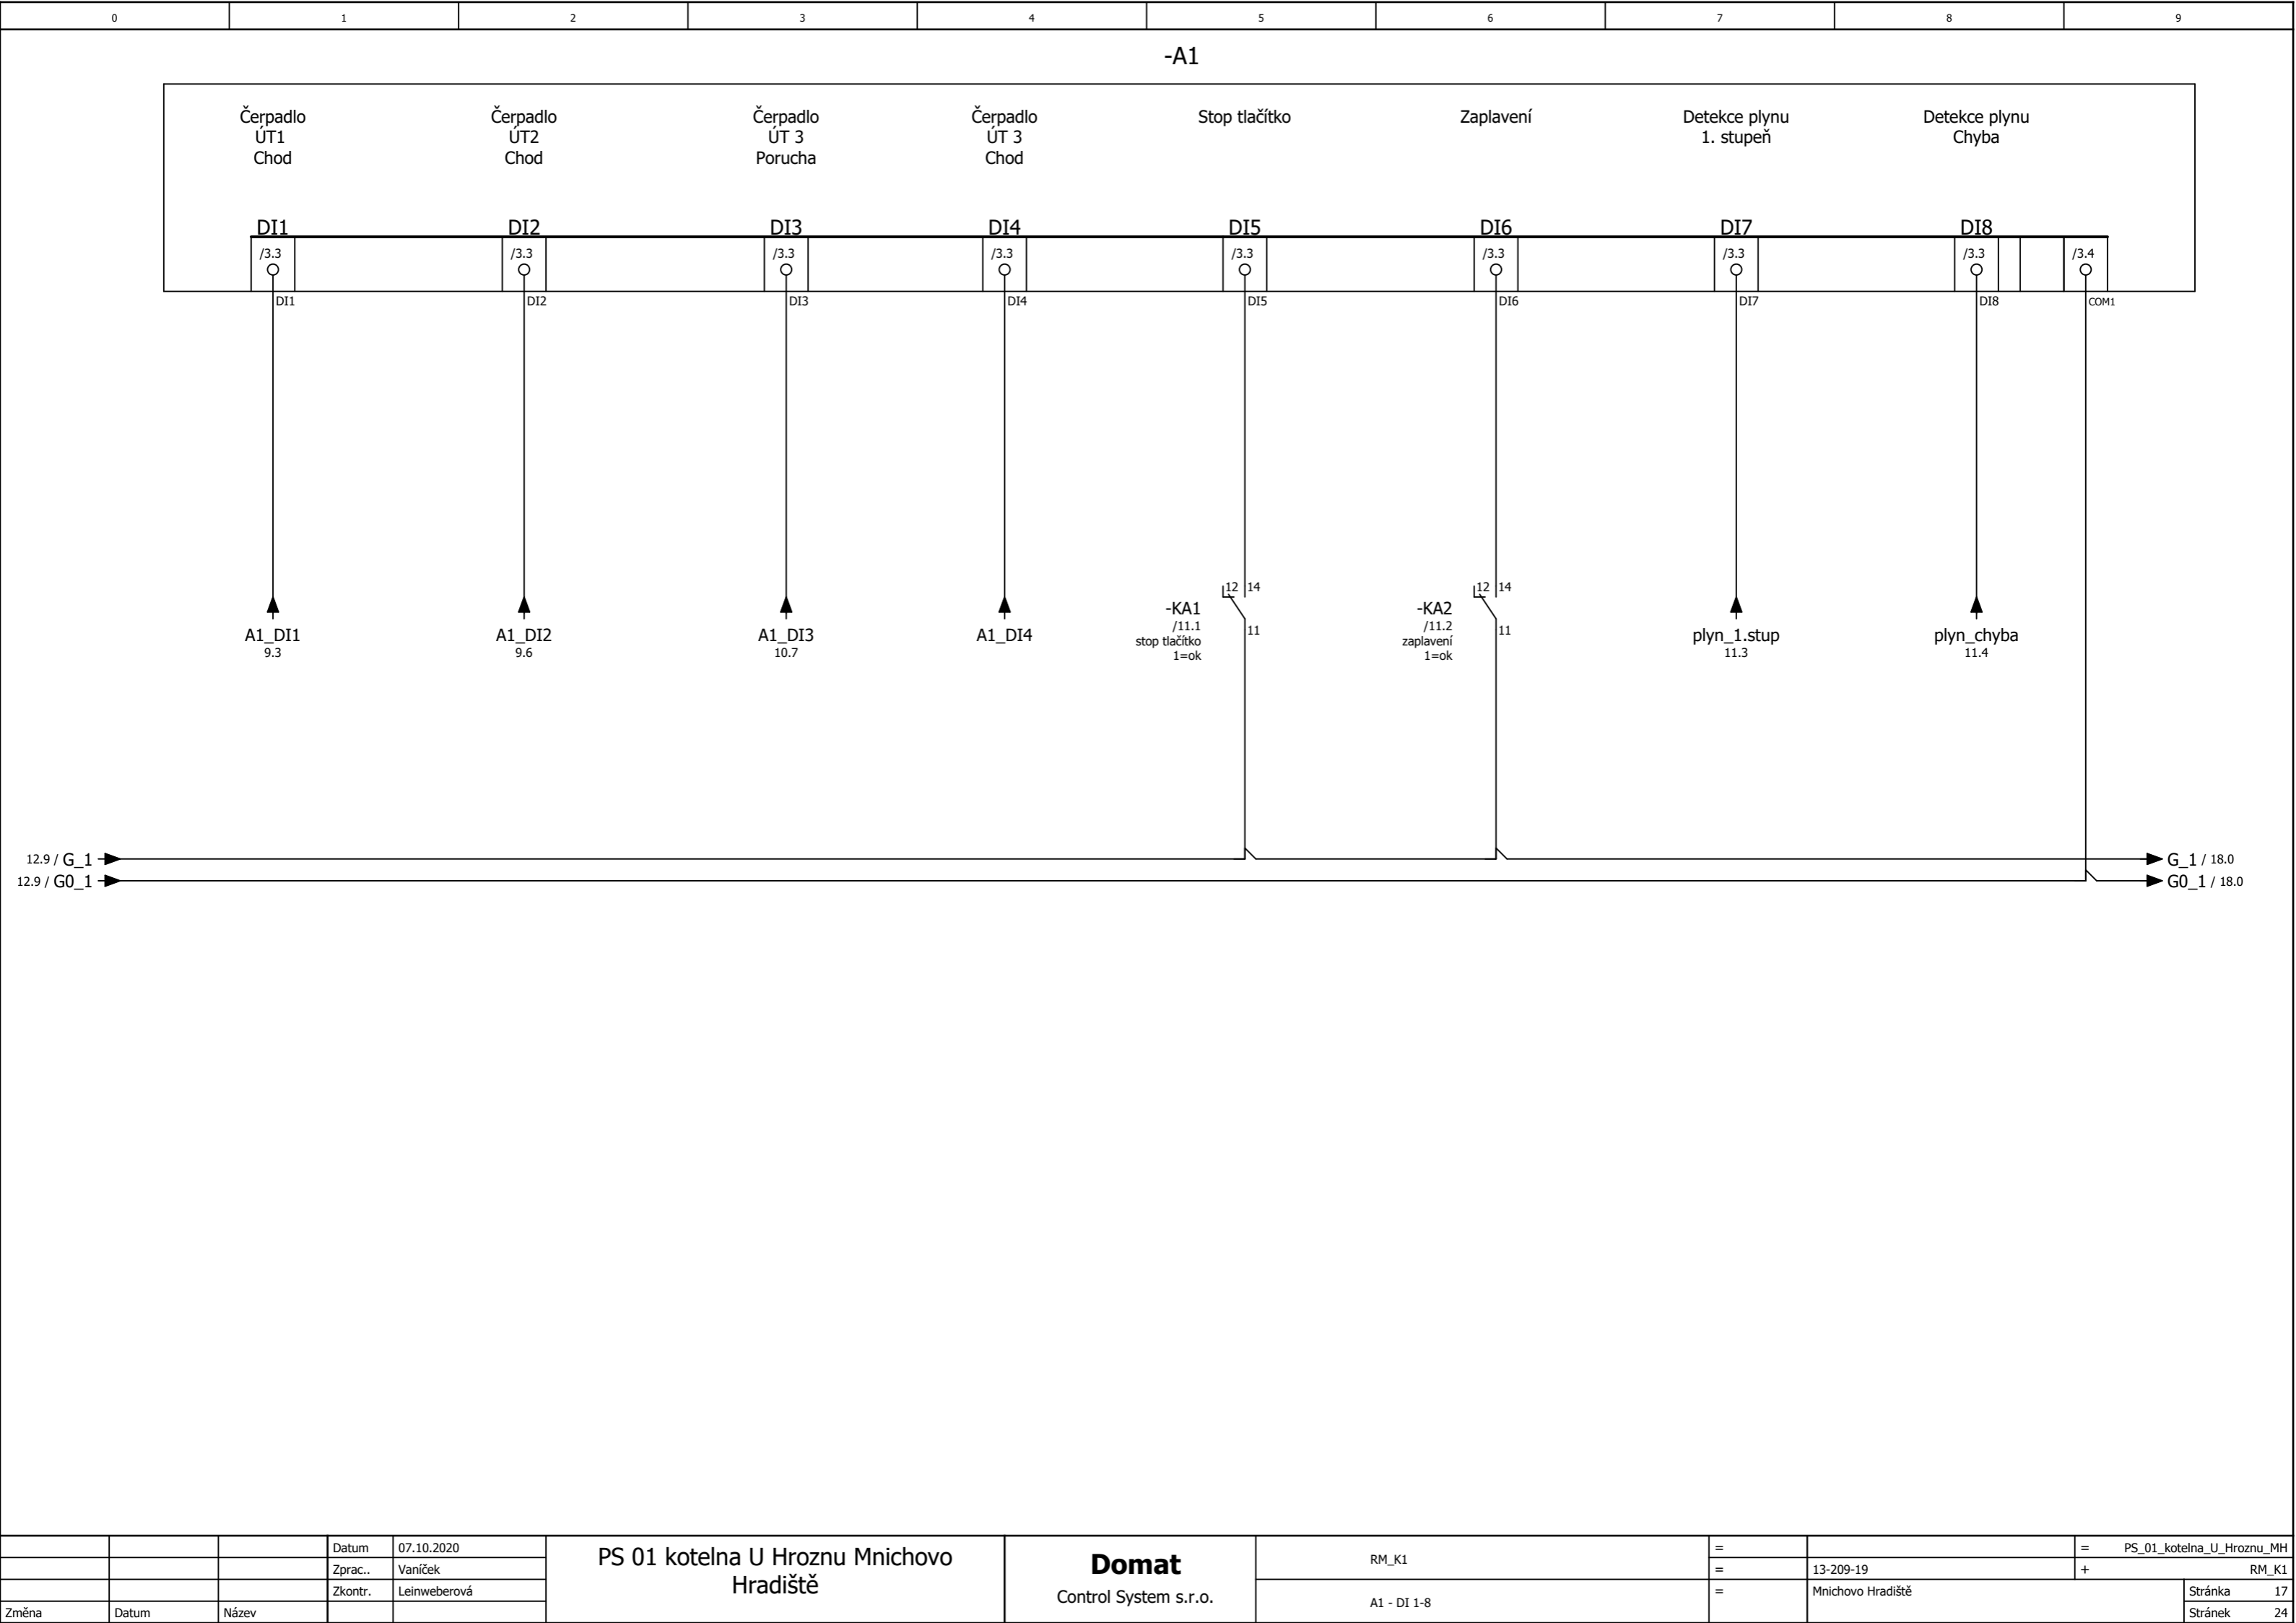 0 1 2 3 4 5 6 7 8 9
-A1
Čerpadlo
ÚT1
Chod
Čerpadlo
ÚT2
Chod
Čerpadlo
ÚT 3
Porucha
Čerpadlo
ÚT 3
Chod
Stop tlačítko
Zaplavení
Detekce plynu
1. stupeň
Detekce plynu
Chyba
DI1 DI2 DI3 DI4 DI5 DI6 DI7 DI8
/3.3 /3.3 /3.3 /3.3 /3.3 /3.3 /3.3 /3.3 /3.4
DI1 DI2 DI3 DI4 DI5 DI6 DI7 DI8 COM1
A1_DI1
9.3
A1_DI2
9.6
A1_DI3
10.7
A1_DI4
12 14
-KA1
/11.1
11
stop tlačítko
1=ok
12 14
-KA2
/11.2
11
zaplavení
1=ok
plyn_1.stup
11.3
plyn_chyba
11.4
12.9 / G_1
G_1 / 18.0
12.9 / G0_1
G0_1 / 18.0
Datum 07.10.2020
Zprac.. Vaníček
Zkontr. Leinweberová
Změna Datum Název
PS 01 kotelna U Hroznu Mnichovo
Hradiště
Domat
Control System s.r.o.
RM_K1
A1 - DI 1-8
= = PS_01_kotelna_U_Hroznu_MH
= 13-209-19 + RM_K1
= Mnichovo Hradiště Stránka 17
Stránek 24